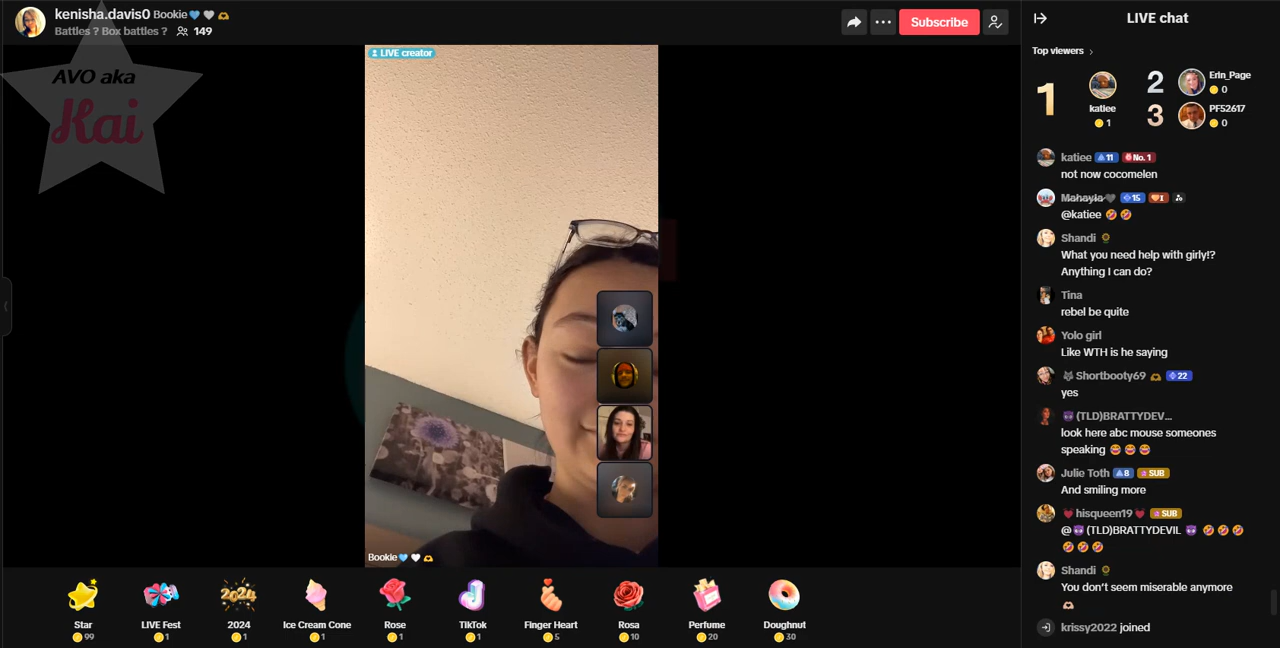 kenisha.davis0 Bookie💙🤍🫶
Battles ? Box battles ? 149
Subscribe
LIVE chat
AVO aka
Kai
LIVE creator
Bookie💙🤍🫶
Top viewers
1
katiee
1
2
Erin_Page
0
3
PF52617
0
katiee 11 No. 1
not now cocomelen
Mahayla🖤 15 I
@katiee 🤣🤣
Shandi 🌻
What you need help with girly!?
Anything I can do?
Tina
rebel be quite
Yolo girl
Like WTH is he saying
🐺Shortbooty69 🫶 22
yes
😈(TLD)BRATTYDEV...
look here abc mouse someones
speaking 😂😂😂
Julie Toth 8 SUB
And smiling more
💗hisqueen19💗 SUB
@😈(TLD)BRATTYDEVIL 😈 🤣🤣🤣
🤣🤣🤣
Shandi 🌻
You don't seem miserable anymore
🫶🏻
krissy2022 joined
Star
99
LIVE Fest
1
2024
2024
1
Ice Cream Cone
1
Rose
1
TikTok
1
Finger Heart
5
Rosa
10
Perfume
20
Doughnut
30